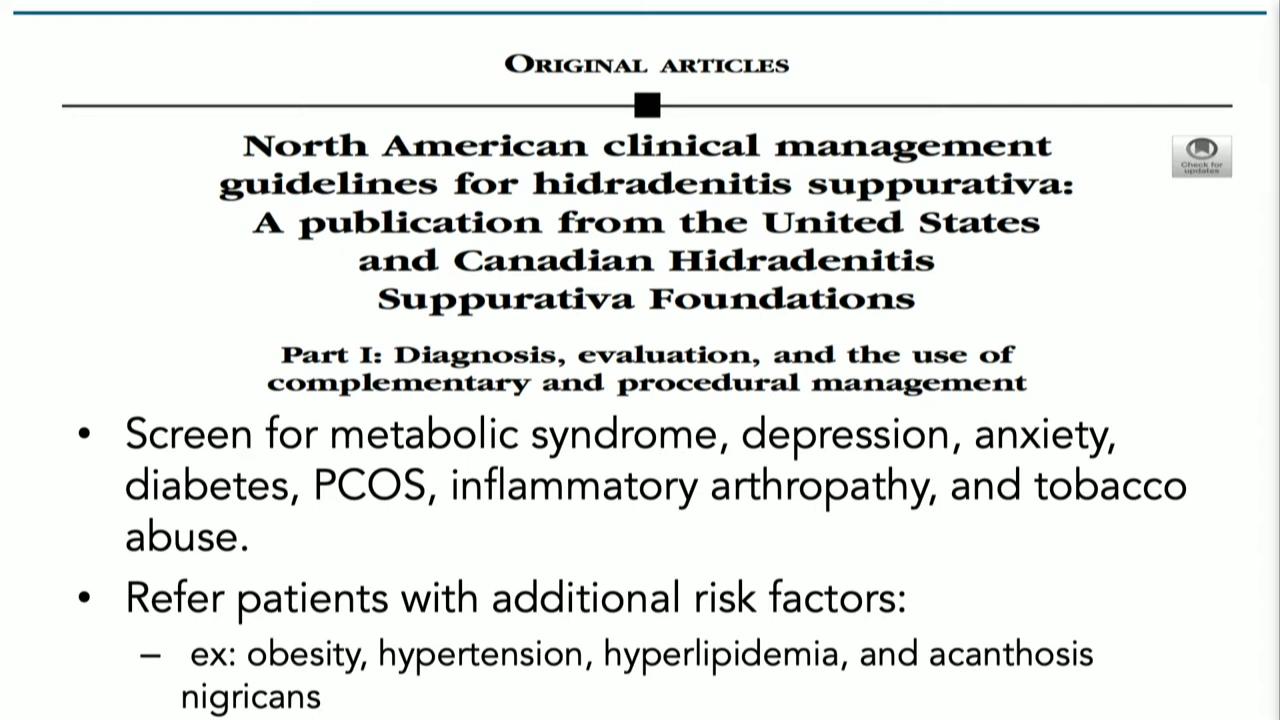 ORIGINAL ARTICLES
North American clinical management
guidelines for hidradenitis suppurativa:
A publication from the United States
and Canadian Hidradenitis
Suppurativa Foundations
Check for
updates
Part I: Diagnosis, evaluation, and the use of
complementary and procedural management
• Screen for metabolic syndrome, depression, anxiety,
diabetes, PCOS, inflammatory arthropathy, and tobacco
abuse.
• Refer patients with additional risk factors:
– ex: obesity, hypertension, hyperlipidemia, and acanthosis
nigricans